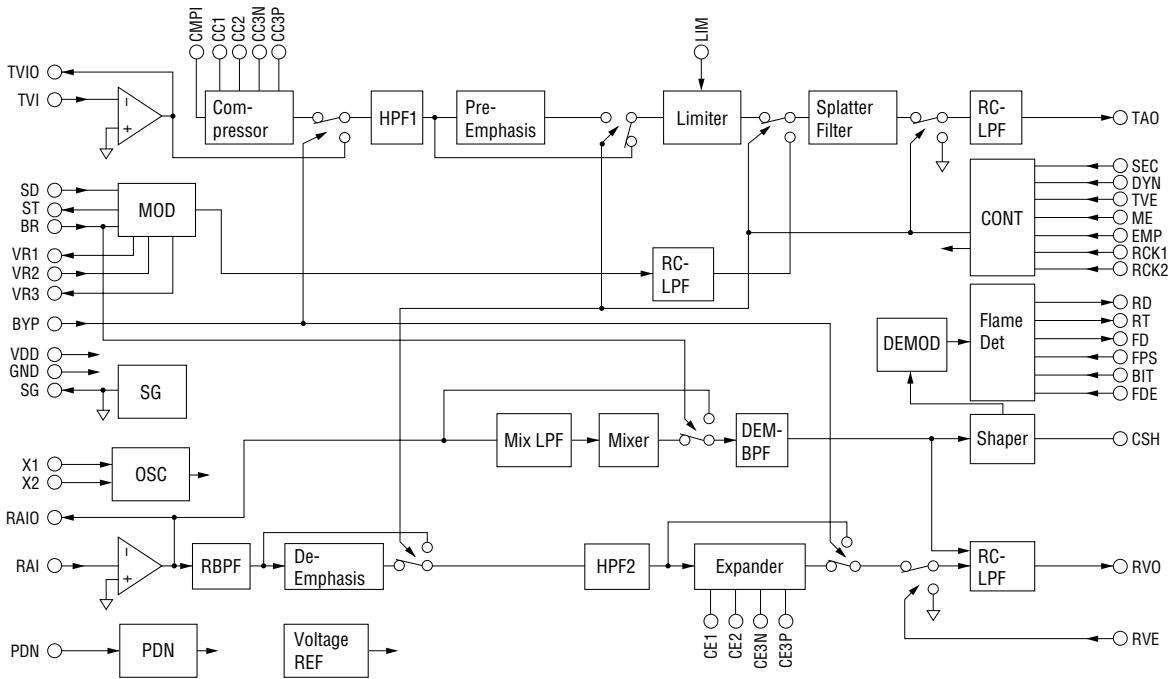 CMPI
CC1
CC2
CC3N
CC3P
LIM
TVIO
TVI
Com-
pressor
HPF1
Pre-
Emphasis
Limiter
Splatter
Filter
RC-
LPF
TAO
SD
ST
BR
MOD
VR1
VR2
VR3
RC-
LPF
CONT
SEC
DYN
TVE
ME
EMP
RCK1
RCK2
BYP
VDD
GND
SG
SG
DEMOD
Flame
Det
RD
RT
FD
FPS
BIT
FDE
Mix LPF
Mixer
DEM-
BPF
Shaper
CSH
X1
X2
OSC
RAIO
RAI
RBPF
De-
Emphasis
HPF2
Expander
RC-
LPF
RVO
CE1
CE2
CE3N
CE3P
RVE
PDN
PDN
Voltage
REF